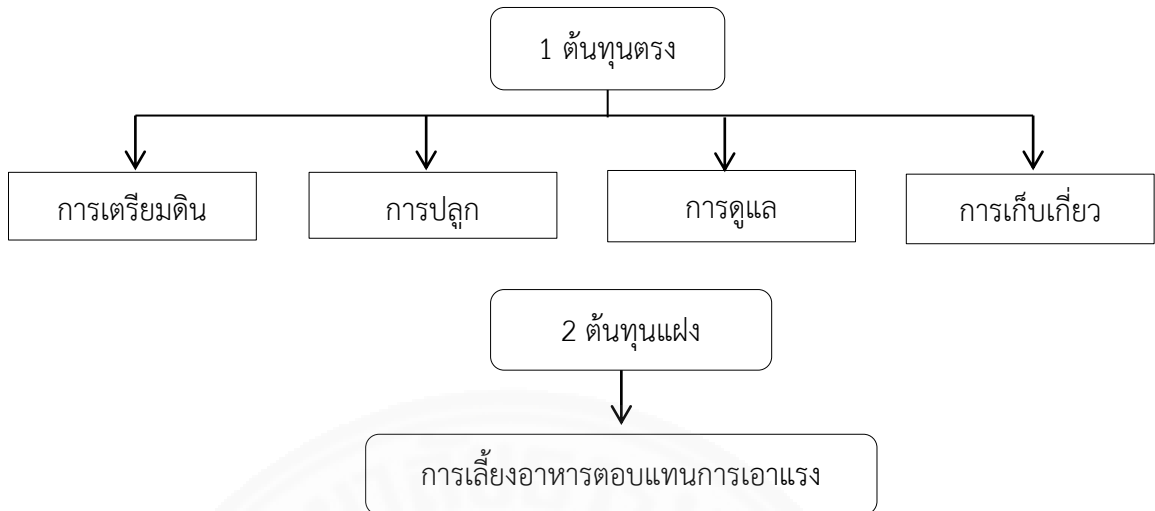 1 ต้นทุนตรง
การเตรียมดิน
การปลูก
การดูแล
การเก็บเกี่ยว
2 ต้นทุนแฝง
การเลี้ยงอาหารตอบแทนการเอาแรง